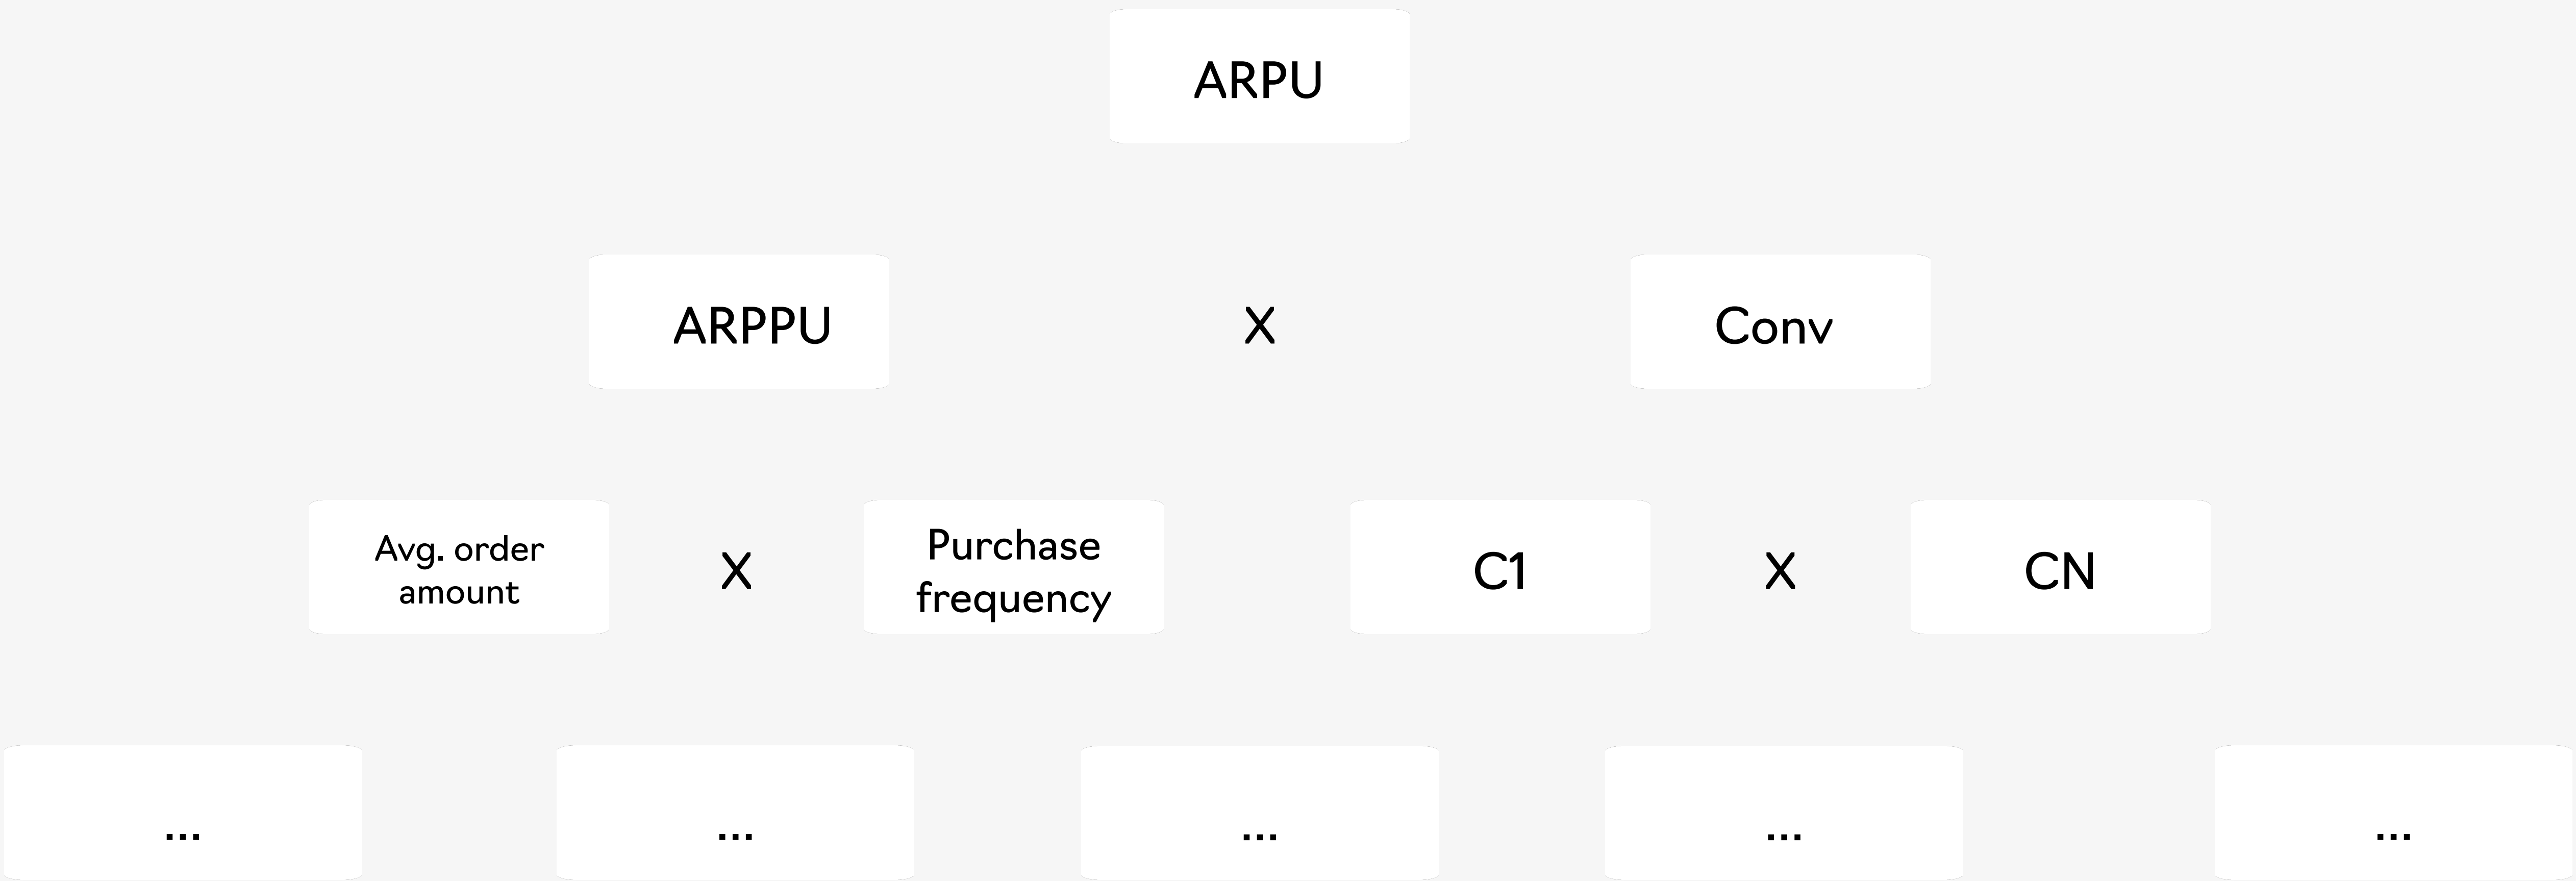 ARPU
ARPPU X Conv
Avg. order
amount
X
Purchase
frequency
C1 X CN
... ... ... ... ...